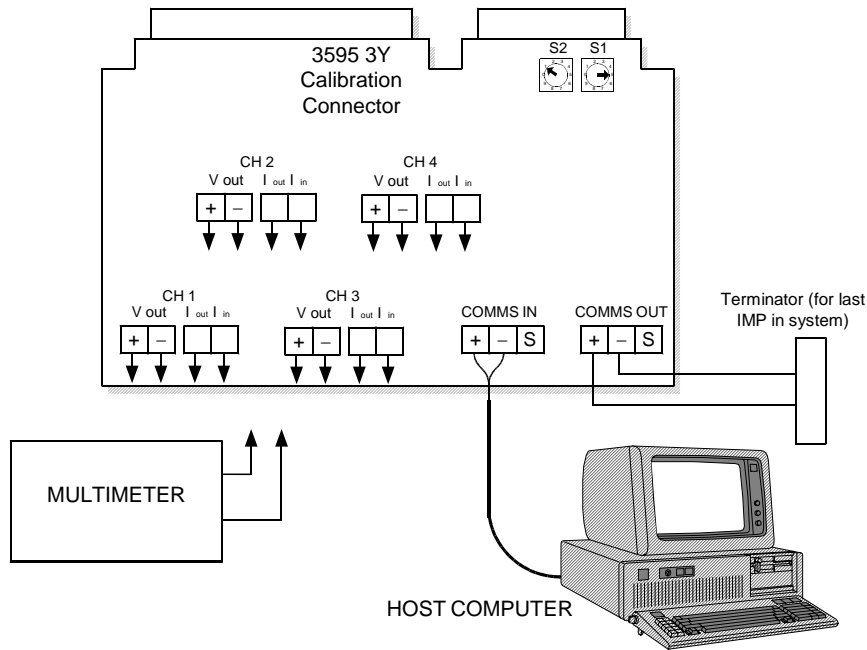 S2 S1
3595 3Y
Calibration
Connector
CH 2
V out I out I in
+ –
CH 4
V out I out I in
+ –
CH 1
V out I out I in
+ –
CH 3
V out I out I in
+ –
COMMS IN
+ – S
COMMS OUT
+ – S
Terminator (for last
IMP in system)
MULTIMETER
HOST COMPUTER